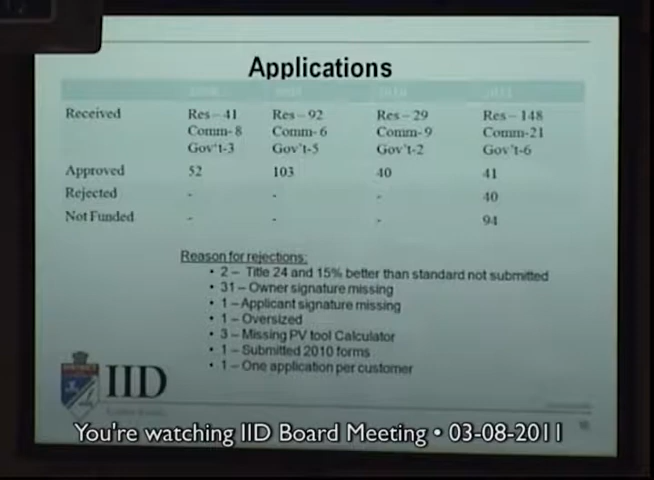 Applications
2008 2009 2010 2011
Received Res – 41 Res – 92 Res – 29 Res – 148
Comm- 8 Comm- 6 Comm- 9 Comm-21
Gov't-3 Gov't-5 Gov't-2 Gov't-6
Approved 52 103 40 41
Rejected - - - 40
Not Funded - - - 94
Reason for rejections:
• 2 – Title 24 and 15% better than standard not submitted
• 31 – Owner signature missing
• 1 – Applicant signature missing
• 1 – Oversized
• 3 – Missing PV tool Calculator
• 1 – Submitted 2010 forms
• 1 – One application per customer
IID
You're watching IID Board Meeting • 03-08-2011